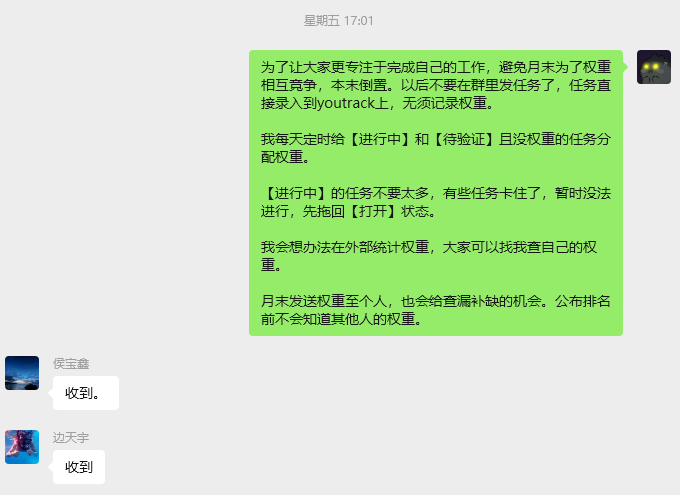 星期五 17:01
为了让大家更专注于完成自己的工作，避免月末为了权重
相互竞争，本末倒置。以后不要在群里发任务了，任务直
接录入到youtrack上，无须记录权重。
我每天定时给【进行中】和【待验证】且没权重的任务分
配权重。
【进行中】的任务不要太多，有些任务卡住了，暂时没法
进行，先拖回【打开】状态。
我会想办法在外部统计权重，大家可以找我查自己的权
重。
月末发送权重至个人，也会给查漏补缺的机会。公布排名
前不会知道其他人的权重。
侯宝鑫
收到。
边天宇
收到